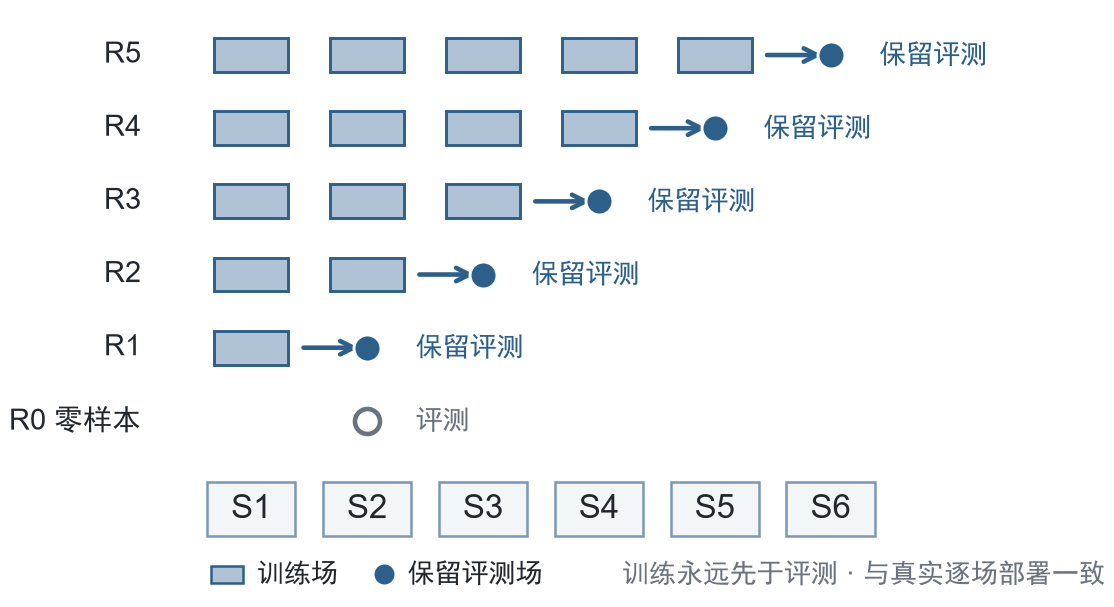 R5 保留评测
R4 保留评测
R3 保留评测
R2 保留评测
R1 保留评测
R0 零样本 评测
S1 S2 S3 S4 S5 S6
训练场 保留评测场 训练永远先于评测 · 与真实逐场部署一致